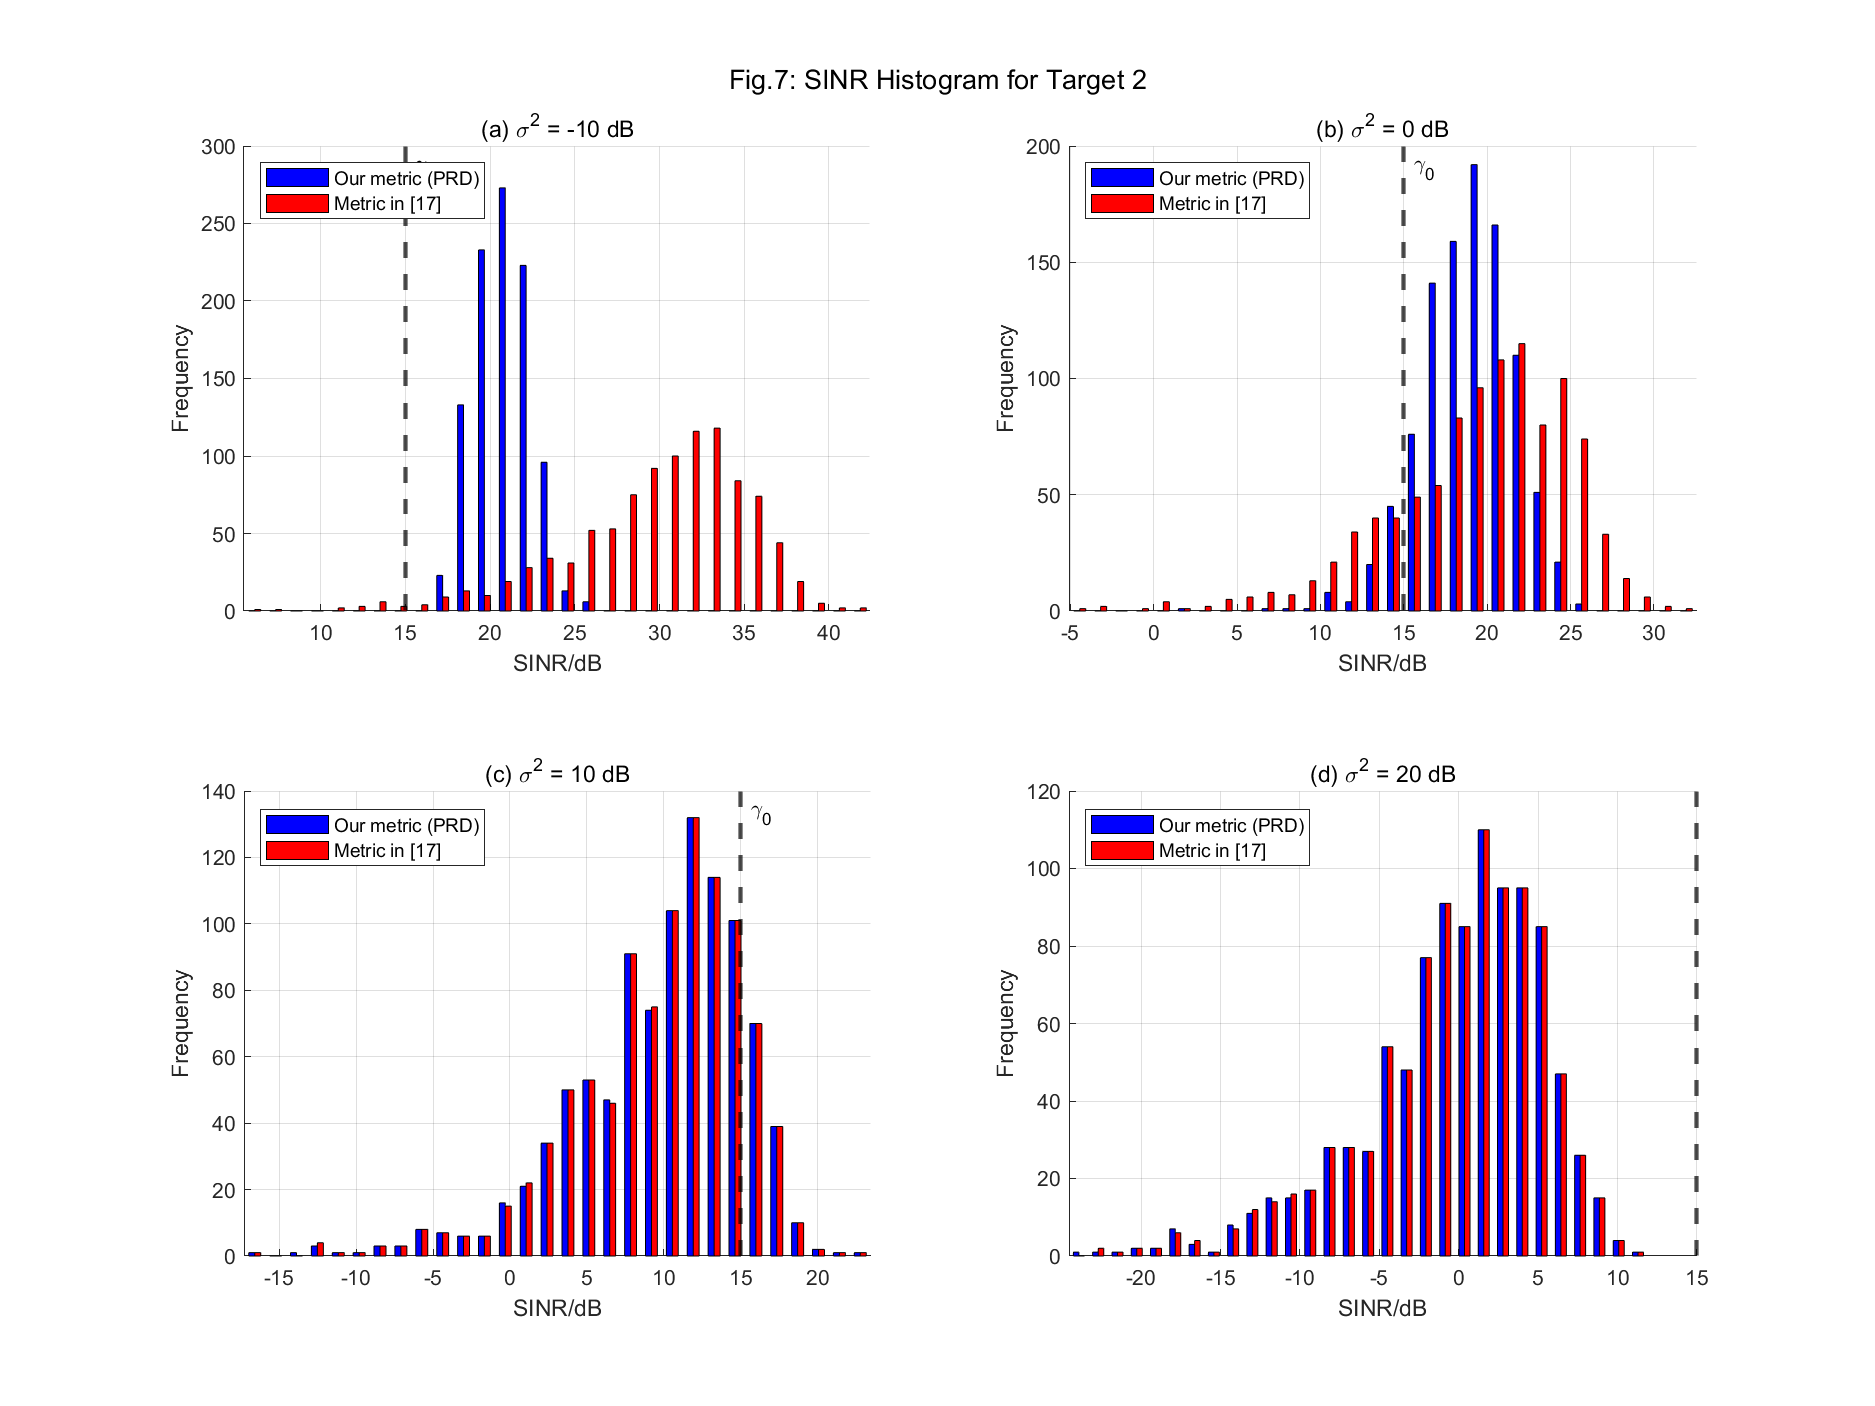 Fig.7: SINR Histogram for Target 2
(a) σ² = -10 dB
300
250
200
150
100
50
0
Frequency
Our metric (PRD)
Metric in [17]
10 15 20 25 30 35 40
SINR/dB
(b) σ² = 0 dB
200
150
100
50
0
Frequency
Our metric (PRD)
Metric in [17]
γ₀
-5 0 5 10 15 20 25 30
SINR/dB
(c) σ² = 10 dB
140
120
100
80
60
40
20
0
Frequency
Our metric (PRD)
Metric in [17]
γ₀
-15 -10 -5 0 5 10 15 20
SINR/dB
(d) σ² = 20 dB
120
100
80
60
40
20
0
Frequency
Our metric (PRD)
Metric in [17]
-20 -15 -10 -5 0 5 10 15
SINR/dB